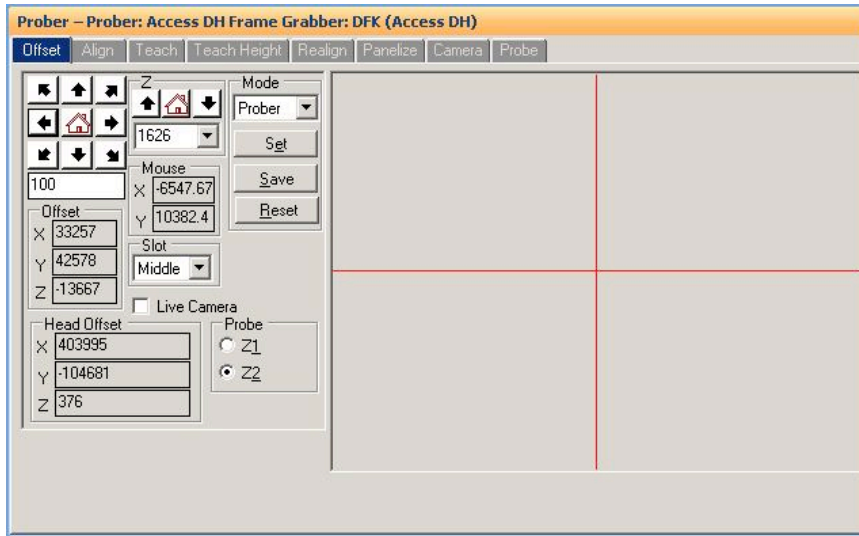 Prober – Prober: Access DH Frame Grabber: DFK (Access DH)
Offset Align Teach Teach Height Realign Panelize Camera Probe
Z
1626
Mode
Prober
Set
Save
Reset
100
Mouse
X -6547.67
Y 10382.4
Offset
X 33257
Y 42578
Z -13667
Slot
Middle
Live Camera
Head Offset
X 403995
Y -104681
Z 376
Probe
Z1
Z2